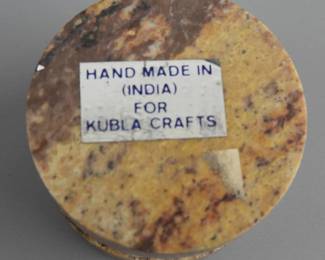 HAND MADE IN
(INDIA)
FOR
KUBLA CRAFTS